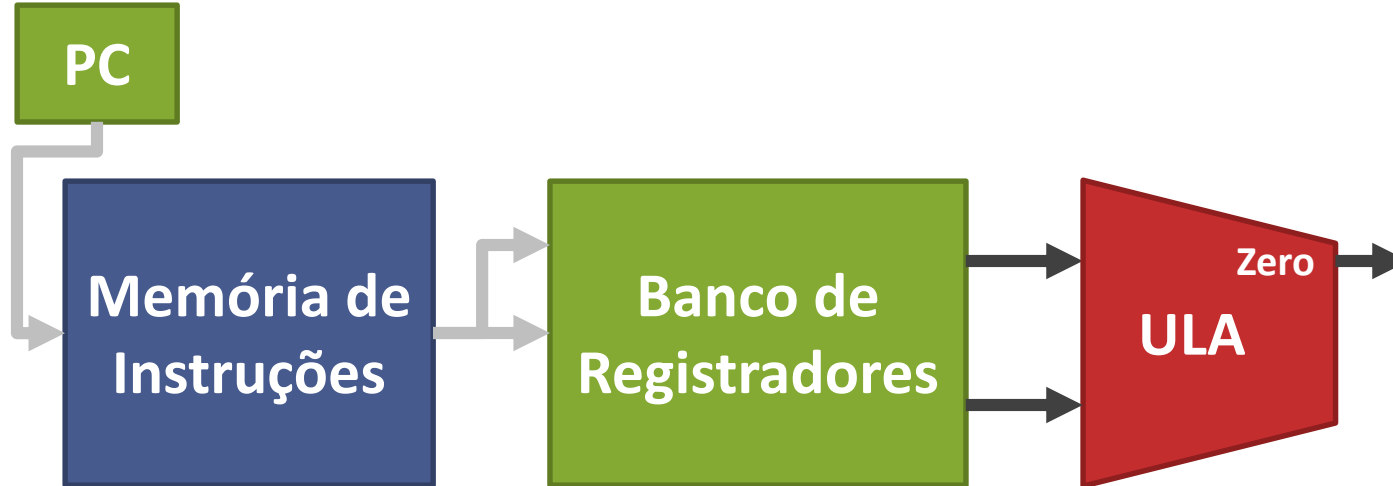 PC
Memória de
Instruções
Banco de
Registradores
Zero
ULA